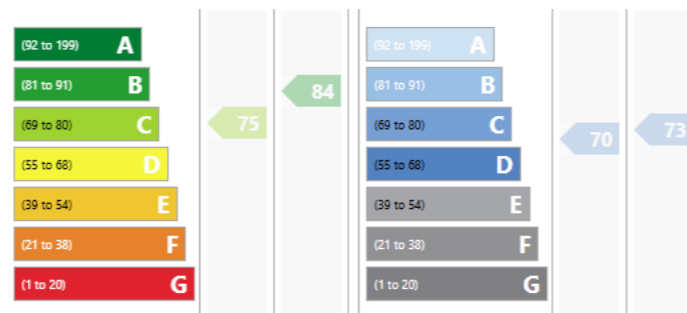 (92 to 199) A
(81 to 91) B
(69 to 80) C
(55 to 68) D
(39 to 54) E
(21 to 38) F
(1 to 20) G
75
84
(92 to 199) A
(81 to 91) B
(69 to 80) C
(55 to 68) D
(39 to 54) E
(21 to 38) F
(1 to 20) G
70
73